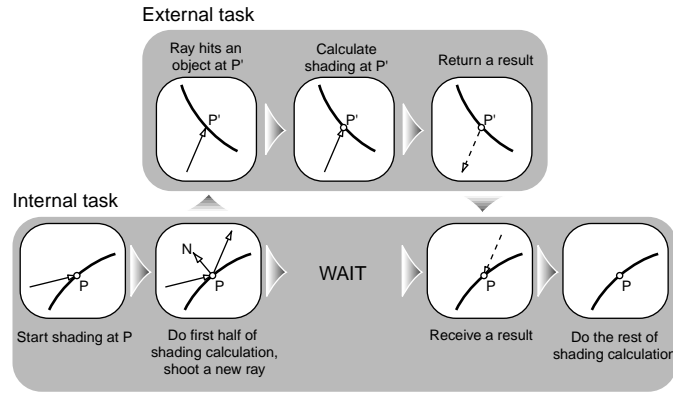 External task
Ray hits an
object at P'
Calculate
shading at P'
Return a result
P'
P'
P'
Internal task
N
P
P
WAIT
P
P
Start shading at P
Do first half of
shading calculation,
shoot a new ray
Receive a result
Do the rest of
shading calculation